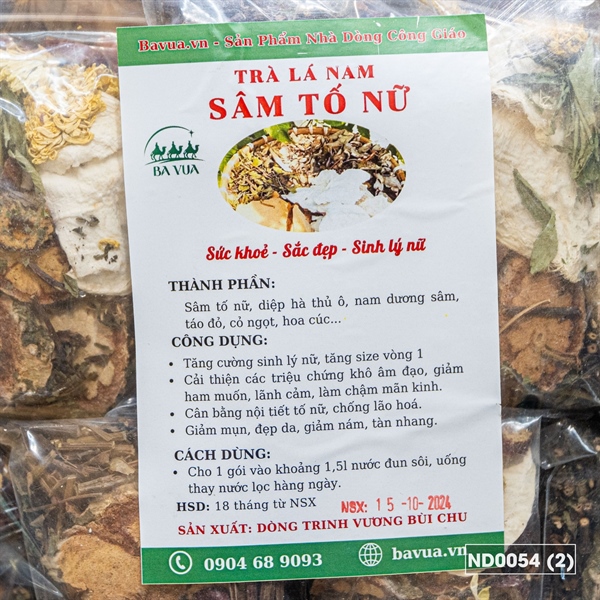 Bavua.vn - Sản Phẩm Nhà Dòng Công Giáo
TRÀ LÁ NAM
SÂM TỐ NỮ
BA VUA
Sức khoẻ - Sắc đẹp - Sinh lý nữ
THÀNH PHẦN:
Sâm tố nữ, diệp hà thủ ô, nam dương sâm,
táo đỏ, cỏ ngọt, hoa cúc...
CÔNG DỤNG:
• Tăng cường sinh lý nữ, tăng size vòng 1
• Cải thiện các triệu chứng khô âm đạo, giảm
ham muốn, lãnh cảm, làm chậm mãn kinh.
• Cân bằng nội tiết tố nữ, chống lão hoá.
• Giảm mụn, đẹp da, giảm nám, tàn nhang.
CÁCH DÙNG:
• Cho 1 gói vào khoảng 1,5l nước đun sôi, uống
thay nước lọc hàng ngày.
HSD: 18 tháng từ NSX NSX: 15-10-2024
SẢN XUẤT: DÒNG TRINH VƯƠNG BÙI CHU
0904 68 9093 bavua.vn
ND0054 (2)